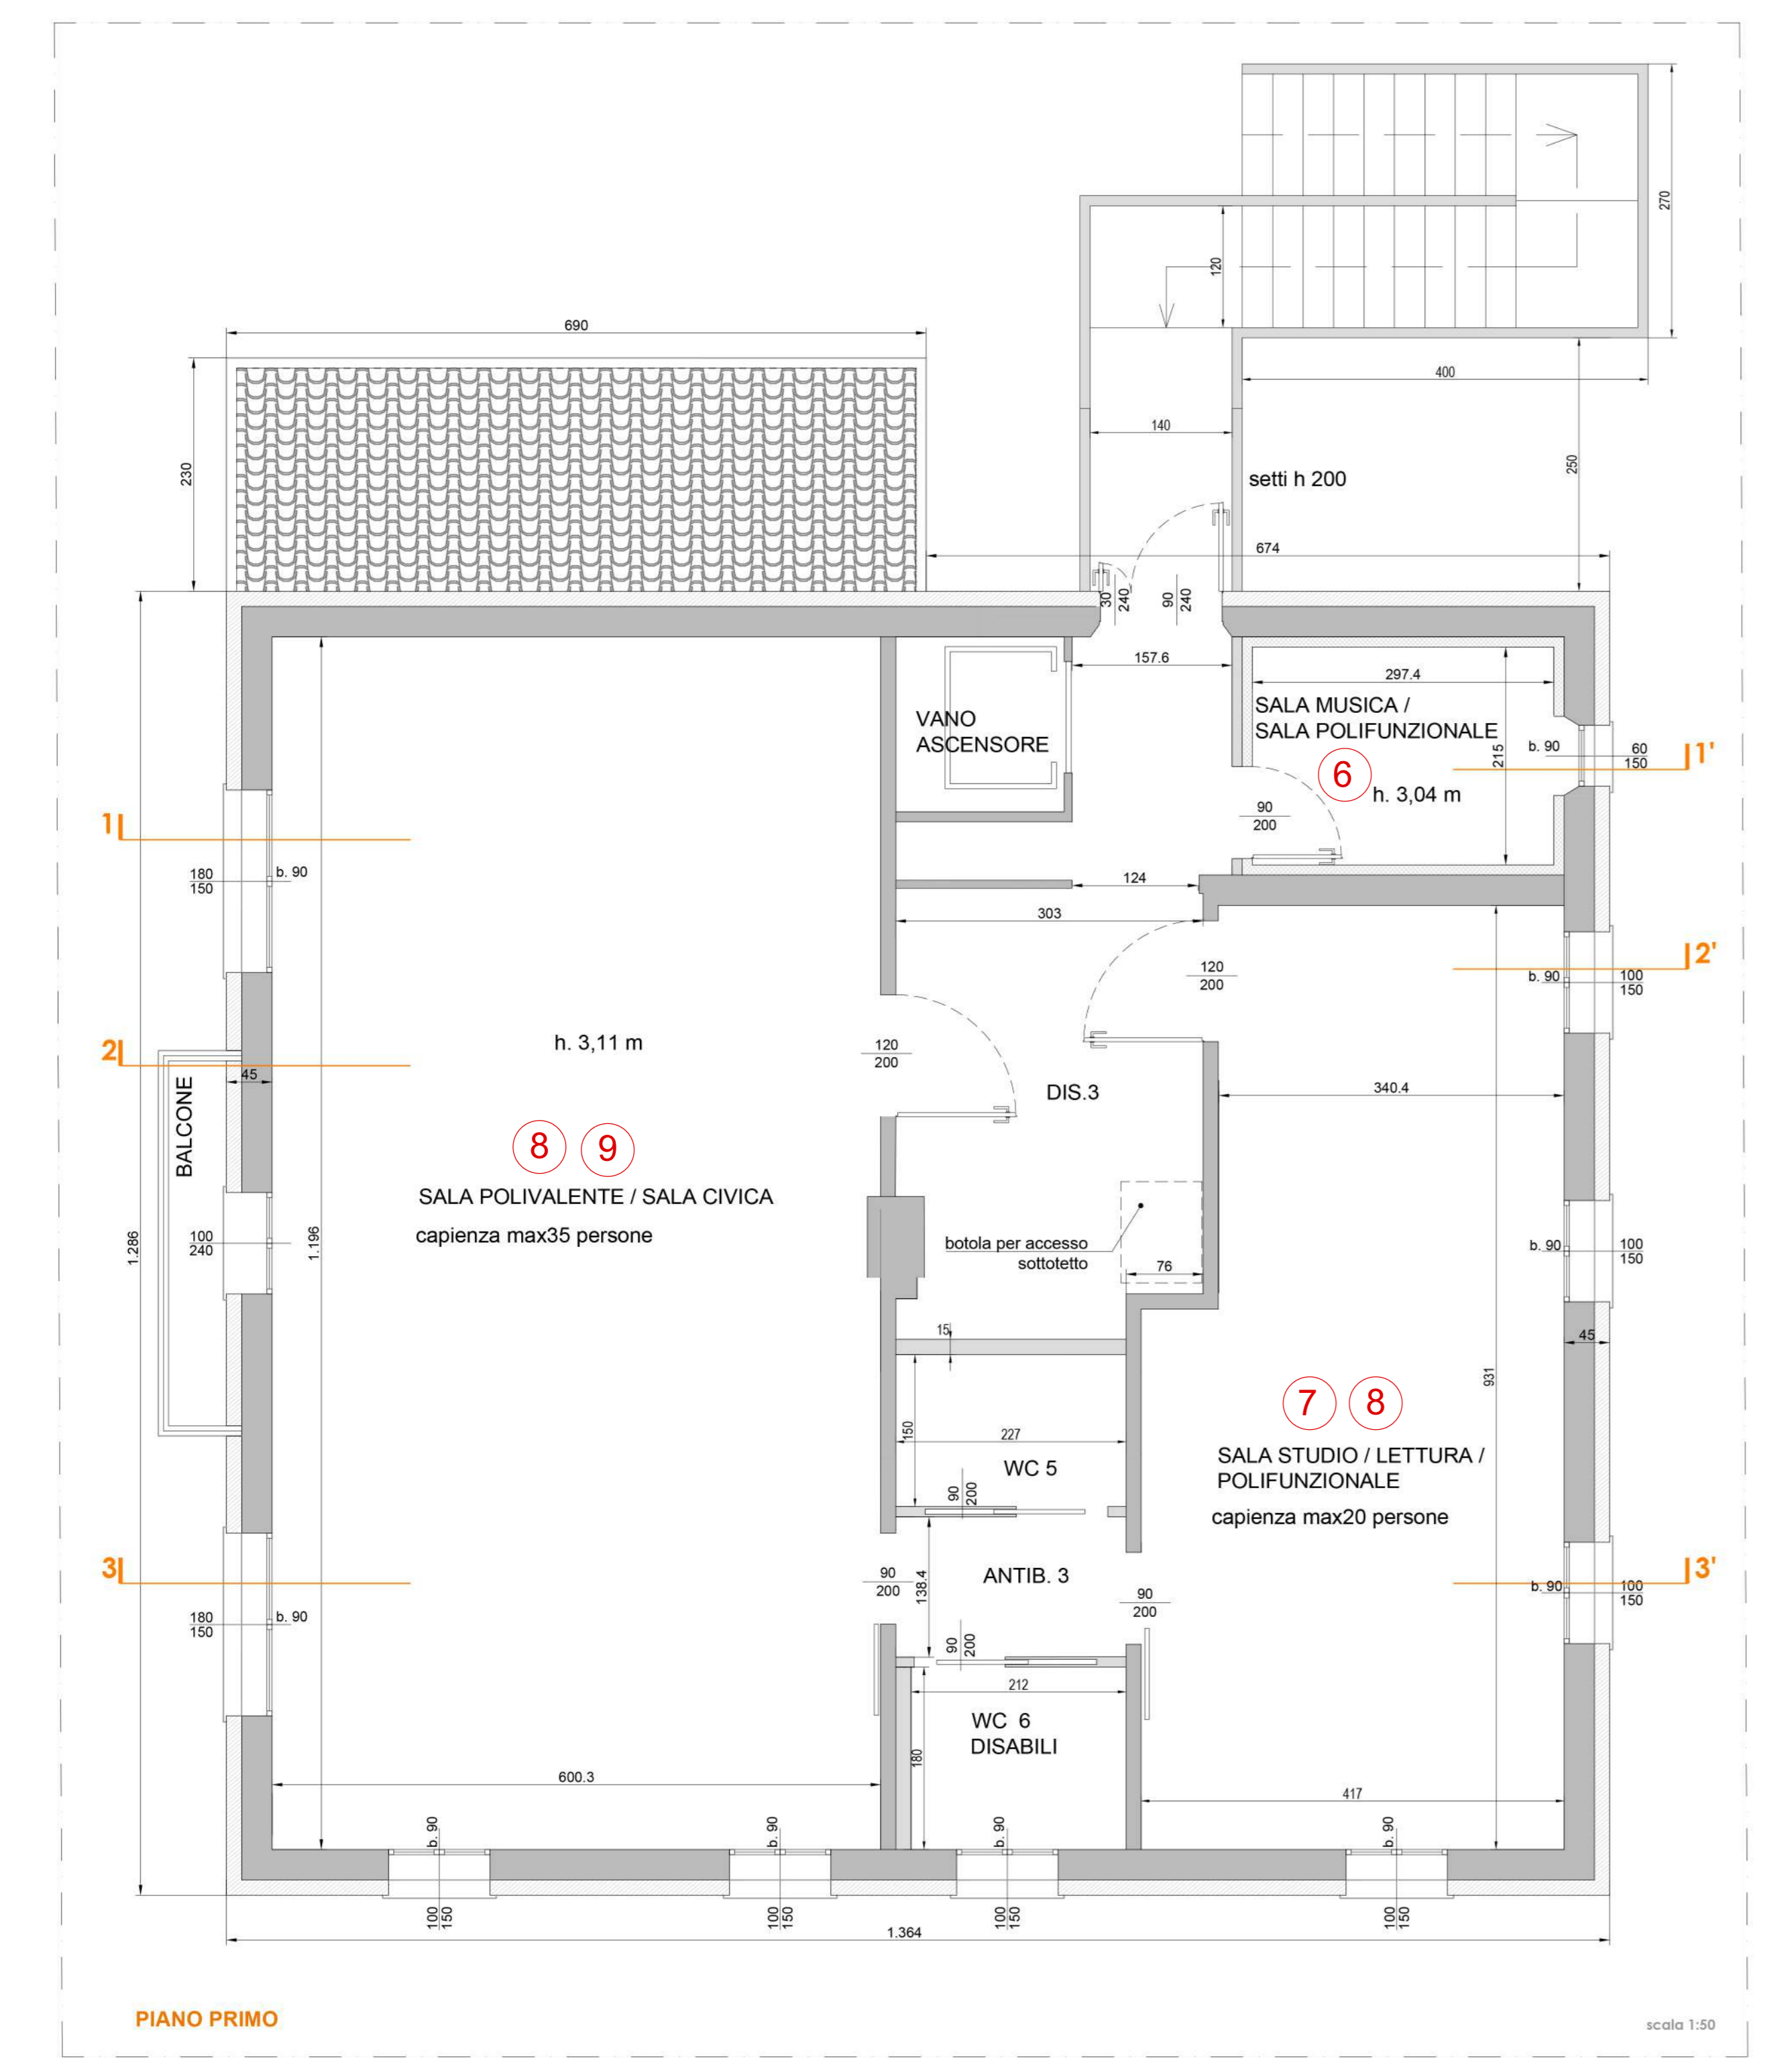 270
120
690
400
140
230
250
setti h 200
674
30
240
90
240
157.6
297.4
SALA MUSICA /
SALA POLIFUNZIONALE
VANO
ASCENSORE
215
b. 90
60
150
1'
6
h. 3,04 m
90
200
1
180
150
b. 90
124
303
2'
120
200
b. 90
100
150
h. 3,11 m
120
200
2
45
DIS.3
340.4
BALCONE
8
9
SALA POLIVALENTE / SALA CIVICA
capienza max35 persone
1.286
100
240
1.196
botola per accesso
sottotetto
76
b. 90
100
150
15
45
931
7
8
150
227
WC 5
SALA STUDIO / LETTURA /
POLIFUNZIONALE
capienza max20 persone
90
200
3
3'
90
200
138.4
ANTIB. 3
90
200
b. 90
100
150
180
150
b. 90
90
200
212
WC 6
DISABILI
180
600.3
417
b. 90
b. 90
b. 90
b. 90
100
150
100
150
100
150
100
150
1.364
PIANO PRIMO
scala 1:50